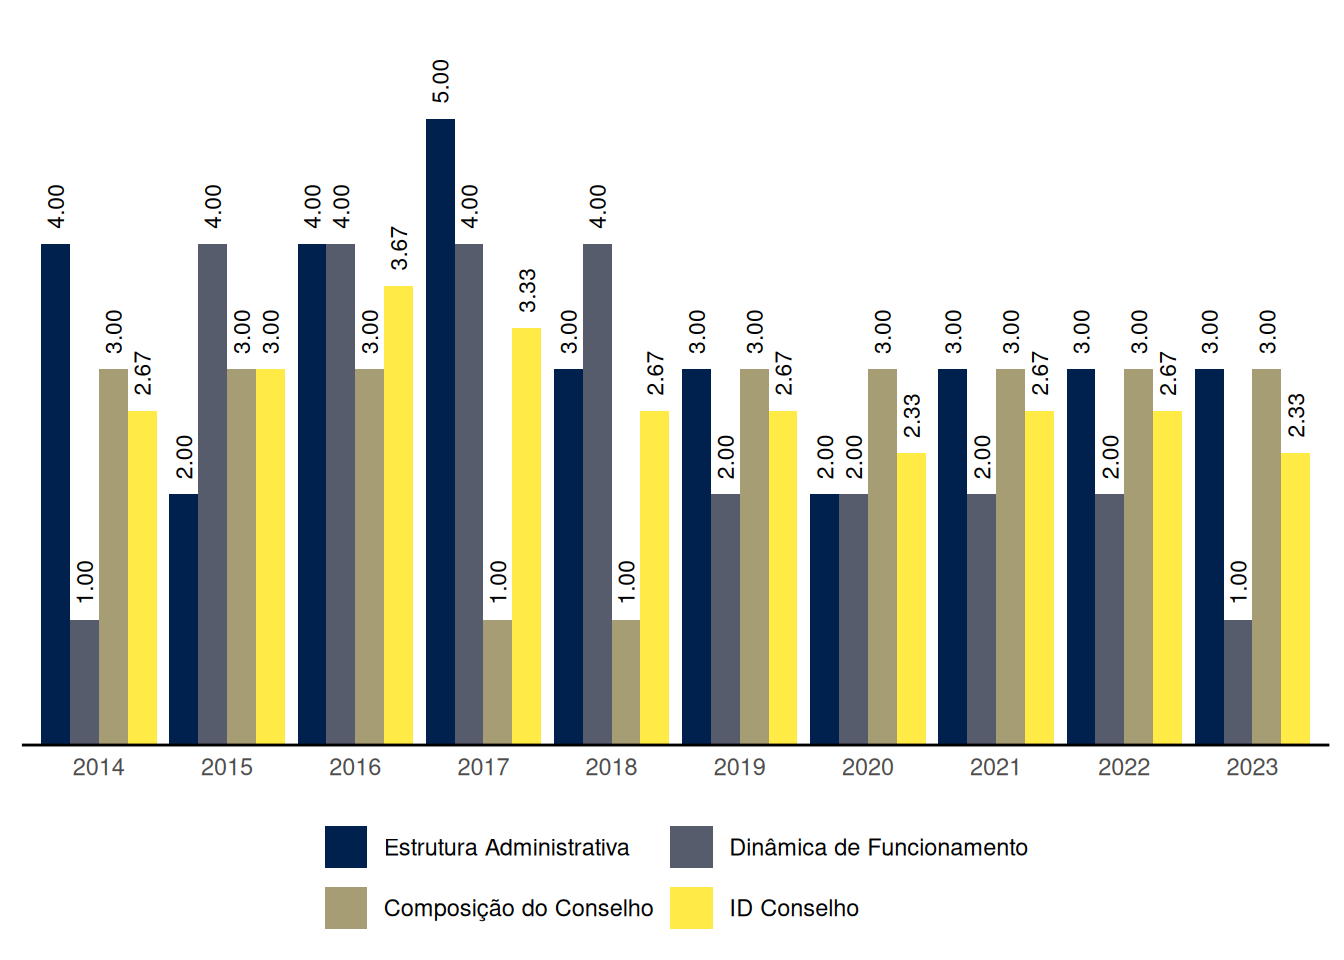 5.00
4.00 4.00 4.00 4.00 4.00 4.00
3.67
3.33
3.00 3.00 3.00 3.00 3.00 3.00 3.00 3.00 3.00 3.00 3.00 3.00 3.00 3.00
2.67 2.67 2.67 2.67 2.67
2.33 2.33
2.00 2.00 2.00 2.00 2.00 2.00
1.00 1.00 1.00 1.00
2014 2015 2016 2017 2018 2019 2020 2021 2022 2023
Estrutura Administrativa Dinâmica de Funcionamento
Composição do Conselho ID Conselho